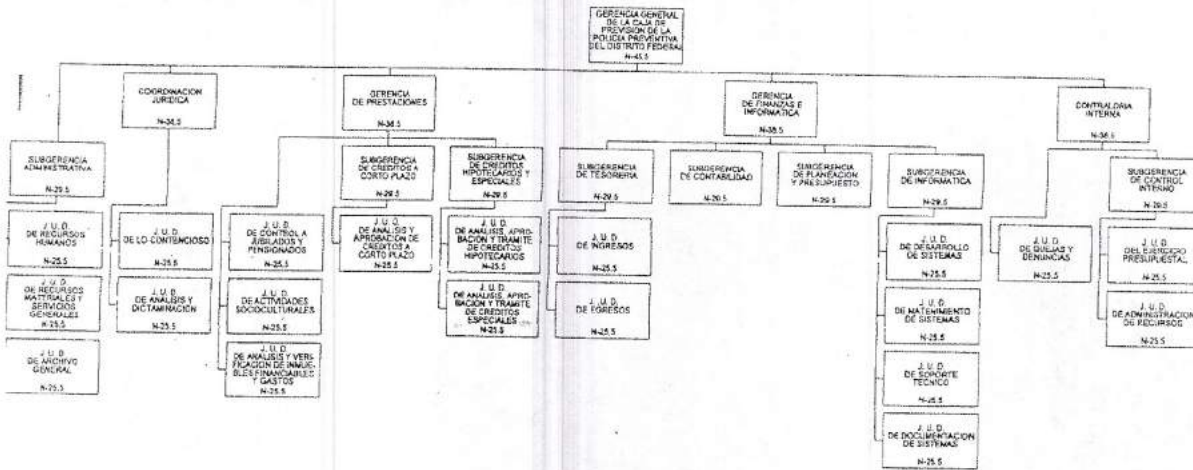 GERENCIA GENERAL
DE LA CAJA DE
PREVISION DE LA
POLICIA PREVENTIVA
DEL DISTRITO FEDERAL
N-45.5
COORDINACION
JURIDICA
N-38.5
GERENCIA
DE PRESTACIONES
N-38.5
GERENCIA
DE FINANZAS E
INFORMATICA
N-38.5
CONTRALORIA
INTERNA
N-38.5
SUBGERENCIA
ADMINISTRATIVA
N-29.5
SUBGERENCIA
DE CREDITOS A
CORTO PLAZO
N-29.5
SUBGERENCIA
DE CREDITOS
HIPOTECARIOS Y
ESPECIALES
N-29.5
SUBGERENCIA
DE TESORERIA
N-29.5
SUBGERENCIA
DE CONTABILIDAD
N-29.5
SUBGERENCIA
DE PLANEACION
Y PRESUPUESTO
N-29.5
SUBGERENCIA
DE INFORMATICA
N-29.5
SUBGERENCIA
DE CONTROL
INTERNO
N-29.5
J. U. D.
DE RECURSOS
HUMANOS
N-25.5
J. U. D.
DE LO CONTENCIOSO
N-25.5
J. U. D.
DE CONTROL A
JUBILADOS Y
PENSIONADOS
N-25.5
J. U. D.
DE ANALISIS Y
APROBACION DE
CREDITOS A
CORTO PLAZO
N-25.5
J. U. D.
DE ANALISIS, APRO-
BACION Y TRAMITE
DE CREDITOS
HIPOTECARIOS
N-25.5
J. U. D.
DE INGRESOS
N-25.5
J. U. D.
DE DESARROLLO
DE SISTEMAS
N-25.5
J. U. D.
DE QUEJAS Y
DENUNCIAS
N-25.5
J. U. D.
DEL EJERCICIO
PRESUPUESTAL
N-25.5
J. U. D.
DE RECURSOS
MATERIALES Y
SERVICIOS
GENERALES
N-25.5
J. U. D.
DE ANALISIS Y
DICTAMINACIÓN
N-25.5
J. U. D.
DE ACTIVIDADES
SOCIOCULTURALES
N-25.5
J. U. D.
DE ANALISIS, APRO-
BACION Y TRAMITE
DE CREDITOS
ESPECIALES
N-25.5
J. U. D.
DE EGRESOS
N-25.5
J. U. D.
DE MATENIMIENTO
DE SISTEMAS
N-25.5
J. U. D.
DE ADMINISTRACION
DE RECURSOS
N-25.5
J. U. D.
DE ARCHIVO
GENERAL
N-25.5
J. U. D.
DE ANALISIS Y VERI-
FICACION DE INMUE-
BLES FINANCIABLES
Y GASTOS
N-25.5
J. U. D.
DE SOPORTE
TECNICO
N-25.5
J. U. D.
DE DOCUMENTACION
DE SISTEMAS
N-25.5